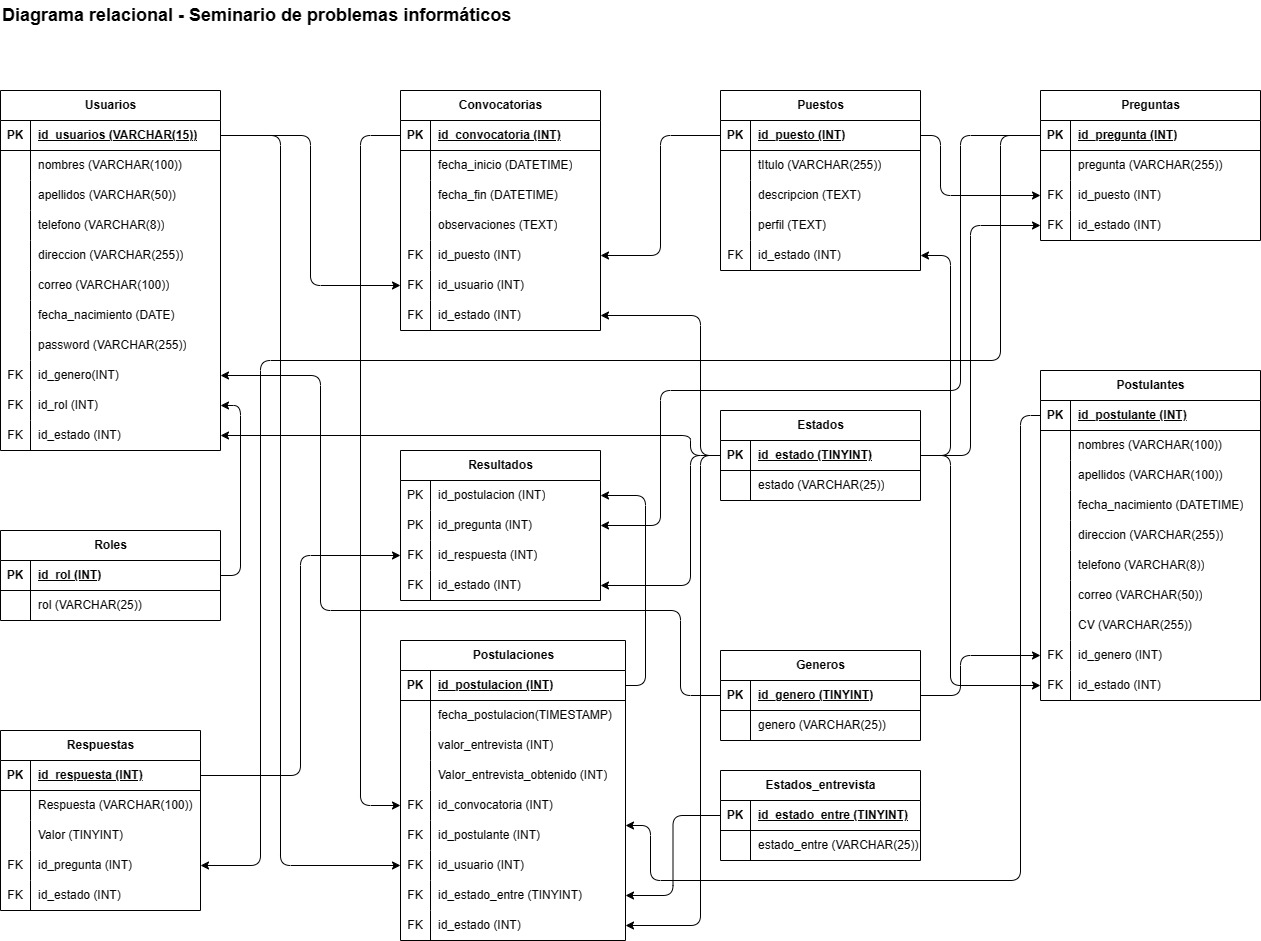 Diagrama relacional - Seminario de problemas informáticos
Usuarios
PK id_usuarios (VARCHAR(15))
nombres (VARCHAR(100))
apellidos (VARCHAR(50))
telefono (VARCHAR(8))
direccion (VARCHAR(255))
correo (VARCHAR(100))
fecha_nacimiento (DATE)
password (VARCHAR(255))
FK id_genero(INT)
FK id_rol (INT)
FK id_estado (INT)
Convocatorias
PK id_convocatoria (INT)
fecha_inicio (DATETIME)
fecha_fin (DATETIME)
observaciones (TEXT)
FK id_puesto (INT)
FK id_usuario (INT)
FK id_estado (INT)
Puestos
PK id_puesto (INT)
tItulo (VARCHAR(255))
descripcion (TEXT)
perfil (TEXT)
FK id_estado (INT)
Preguntas
PK id_pregunta (INT)
pregunta (VARCHAR(255))
FK id_puesto (INT)
FK id_estado (INT)
Postulantes
PK id_postulante (INT)
nombres (VARCHAR(100))
apellidos (VARCHAR(100))
fecha_nacimiento (DATETIME)
direccion (VARCHAR(255))
telefono (VARCHAR(8))
correo (VARCHAR(50))
CV (VARCHAR(255))
FK id_genero (INT)
FK id_estado (INT)
Estados
PK id_estado (TINYINT)
estado (VARCHAR(25))
Resultados
PK id_postulacion (INT)
PK id_pregunta (INT)
FK id_respuesta (INT)
FK id_estado (INT)
Roles
PK id_rol (INT)
rol (VARCHAR(25))
Postulaciones
PK id_postulacion (INT)
fecha_postulacion(TIMESTAMP)
valor_entrevista (INT)
Valor_entrevista_obtenido (INT)
FK id_convocatoria (INT)
FK id_postulante (INT)
FK id_usuario (INT)
FK id_estado_entre (TINYINT)
FK id_estado (INT)
Generos
PK id_genero (TINYINT)
genero (VARCHAR(25))
Respuestas
PK id_respuesta (INT)
Respuesta (VARCHAR(100))
Valor (TINYINT)
FK id_pregunta (INT)
FK id_estado (INT)
Estados_entrevista
PK id_estado_entre (TINYINT)
estado_entre (VARCHAR(25))